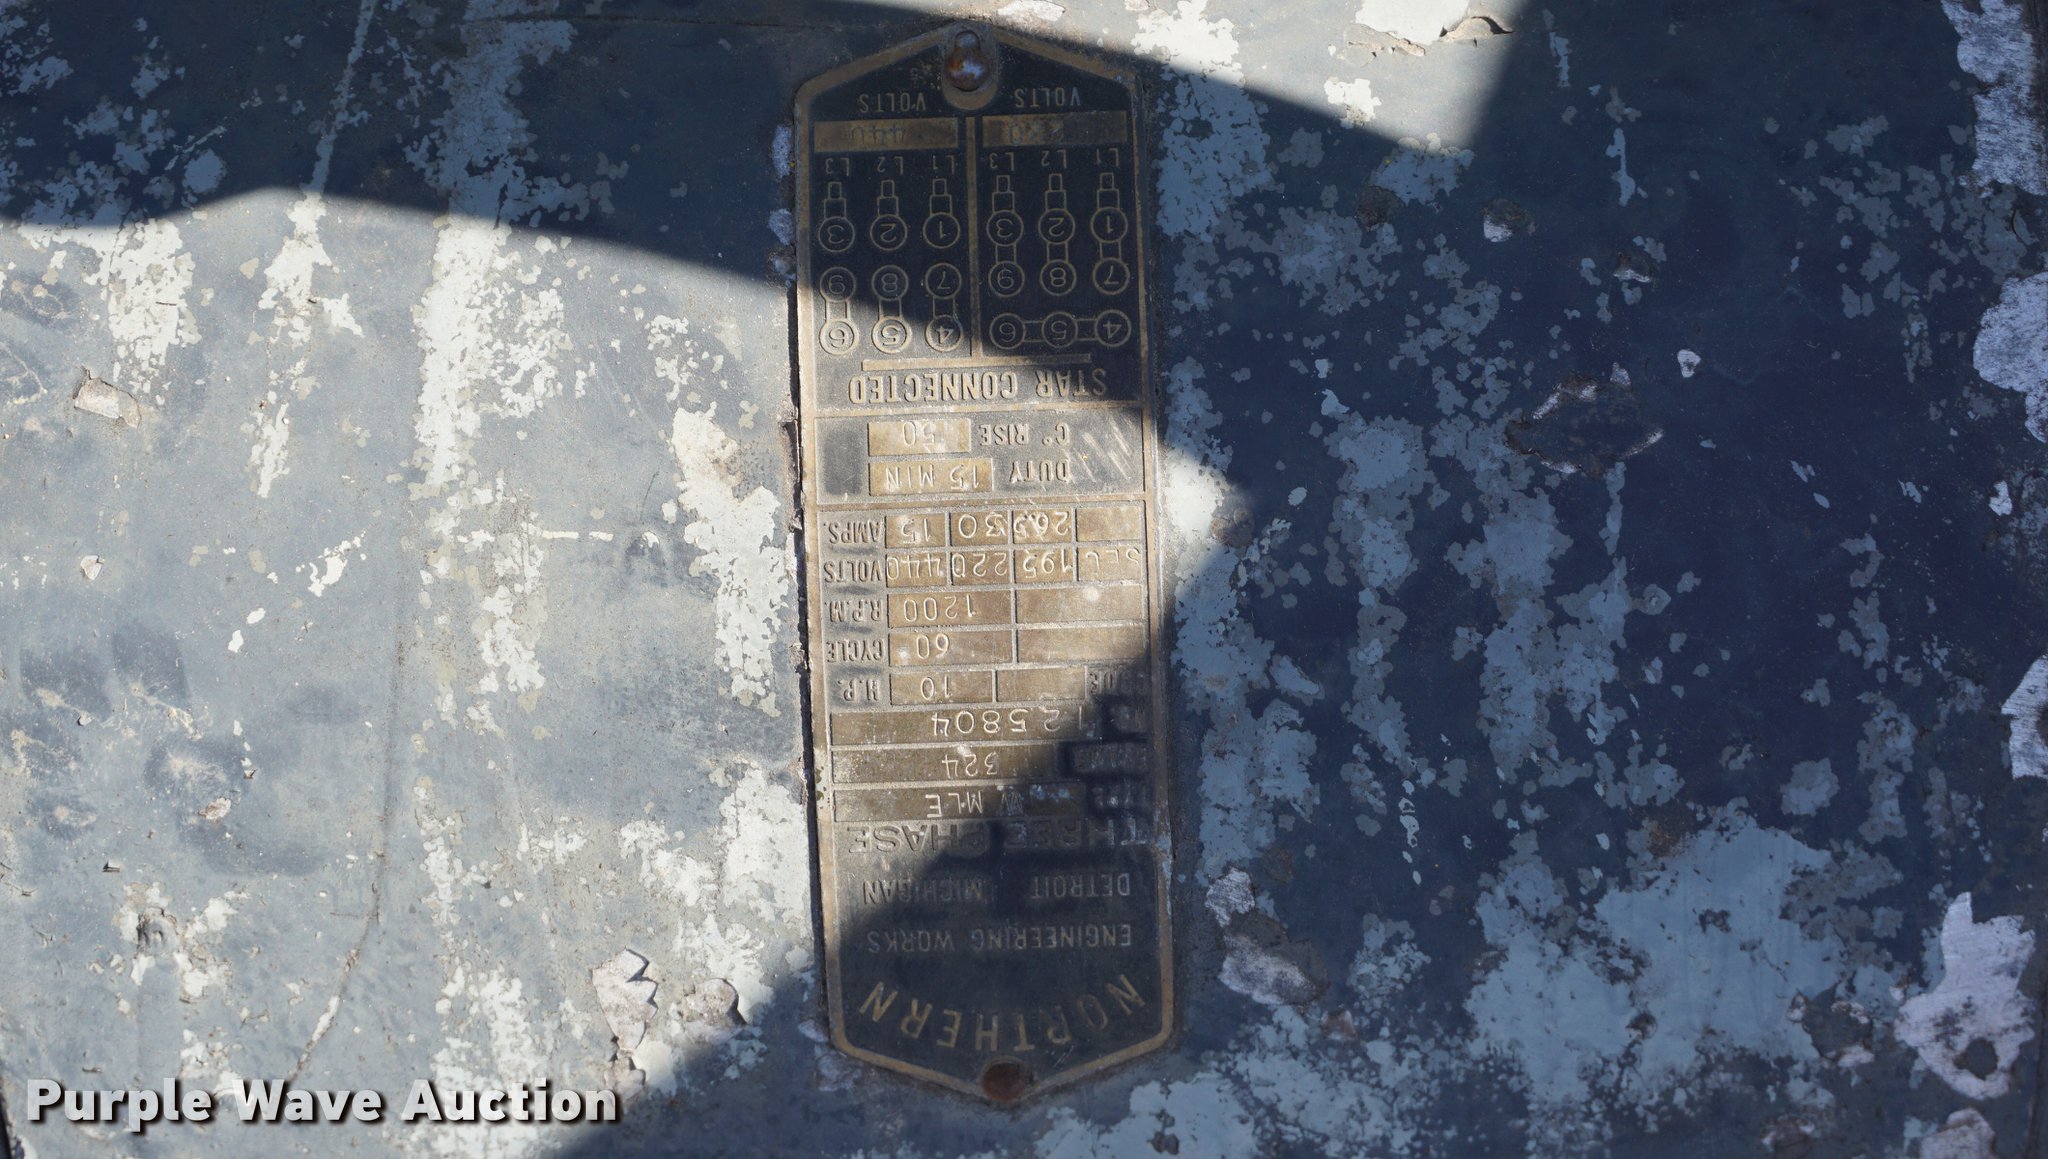 NORTHERN
ENGINEERING WORKS
DETROIT MICHIGAN
THREE PHASE
MLE
324
125804
10 H.P.
60 CYCLE
1200 R.P.M.
SEC 195 220 440 VOLTS
26.5 30 15 AMPS.
DUTY 15 MIN
C° RISE 50
STAR CONNECTED
4 5 6 4 5 6
7 8 9 7 8 9
1 2 3 1 2 3
L1 L2 L3 L1 L2 L3
220 440
VOLTS VOLTS
Purple Wave Auction